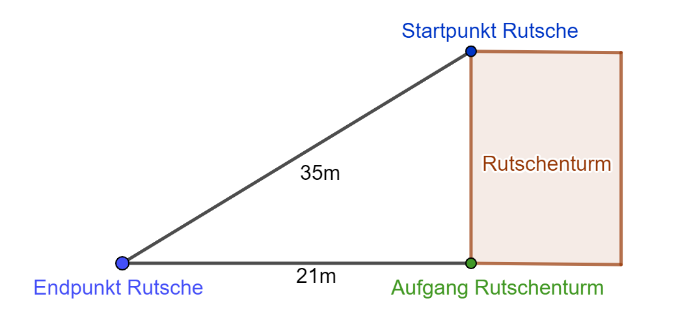 Startpunkt Rutsche
Rutschenturm
35m
21m
Endpunkt Rutsche
Aufgang Rutschenturm